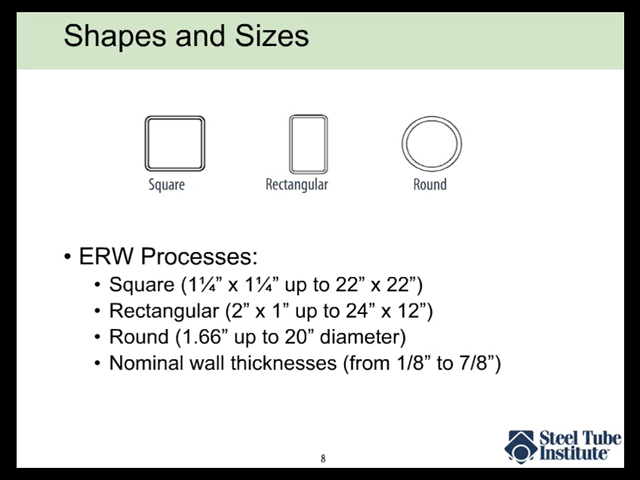 Shapes and Sizes
Square
Rectangular
Round
• ERW Processes:
• Square (1¼” x 1¼” up to 22” x 22”)
• Rectangular (2” x 1” up to 24” x 12”)
• Round (1.66” up to 20” diameter)
• Nominal wall thicknesses (from 1/8” to 7/8”)
8
Steel Tube
Institute